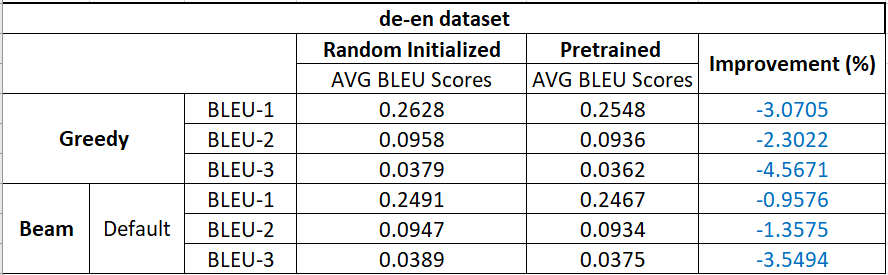 de-en dataset
Random Initialized Pretrained Improvement (%)
AVG BLEU Scores AVG BLEU Scores
Greedy BLEU-1 0.2628 0.2548 -3.0705
BLEU-2 0.0958 0.0936 -2.3022
BLEU-3 0.0379 0.0362 -4.5671
Beam Default BLEU-1 0.2491 0.2467 -0.9576
BLEU-2 0.0947 0.0934 -1.3575
BLEU-3 0.0389 0.0375 -3.5494